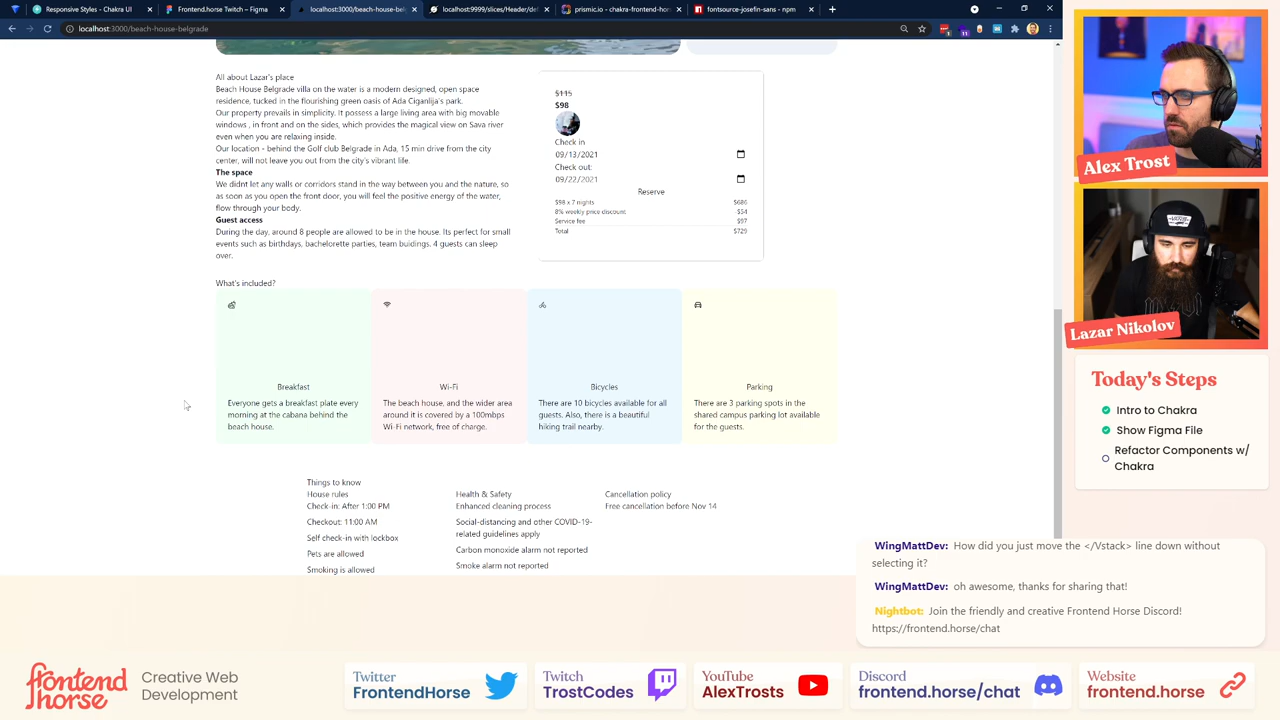 Responsive Styles - Chakra UI
Frontend.horse Twitch – Figma
localhost:3000/beach-house-bel
localhost:9999/slices/Header/def
prismic.io - chakra-frontend-hors
fontsource-josefin-sans - npm
localhost:3000/beach-house-belgrade
All about Lazar's place
Beach House Belgrade villa on the water is a modern designed, open space
residence, tucked in the flourishing green oasis of Ada Ciganlija's park.
Our property prevails in simplicity. It possess a large living area with big movable
windows , in front and on the sides, which provides the magical view on Sava river
even when you are relaxing inside.
Our location - behind the Golf club Belgrade in Ada, 15 min drive from the city
center, will not leave you out from the city's vibrant life.
The space
We didnt let any walls or corridors stand in the way between you and the nature, so
as soon as you open the front door, you will feel the positive energy of the water,
flow through your body.
Guest access
During the day, around 8 people are allowed to be in the house. Its perfect for small
events such as birthdays, bachelorette parties, team buidings. 4 guests can sleep
over.
$115
$98
Check in
09/13/2021
Check out:
09/22/2021
Reserve
$98 x 7 nights $686
8% weekly price discount $54
Service fee $97
Total $729
What's included?
Breakfast
Everyone gets a breakfast plate every
morning at the cabana behind the
beach house.
Wi-Fi
The beach house, and the wider area
around it is covered by a 100mbps
Wi-Fi network, free of charge.
Bicycles
There are 10 bicycles available for all
guests. Also, there is a beautiful
hiking trail nearby.
Parking
There are 3 parking spots in the
shared campus parking lot available
for the guests.
Things to know
House rules
Check-in: After 1:00 PM
Checkout: 11:00 AM
Self check-in with lockbox
Pets are allowed
Smoking is allowed
Health & Safety
Enhanced cleaning process
Social-distancing and other COVID-19-
related guidelines apply
Carbon monoxide alarm not reported
Smoke alarm not reported
Cancellation policy
Free cancellation before Nov 14
Alex Trost
Lazar Nikolov
Today's Steps
Intro to Chakra
Show Figma File
Refactor Components w/
Chakra
WingMattDev: How did you just move the </Vstack> line down without
selecting it?
WingMattDev: oh awesome, thanks for sharing that!
Nightbot: Join the friendly and creative Frontend Horse Discord!
https://frontend.horse/chat
frontend
horse
Creative Web
Development
Twitter
FrontendHorse
Twitch
TrostCodes
YouTube
AlexTrosts
Discord
frontend.horse/chat
Website
frontend.horse